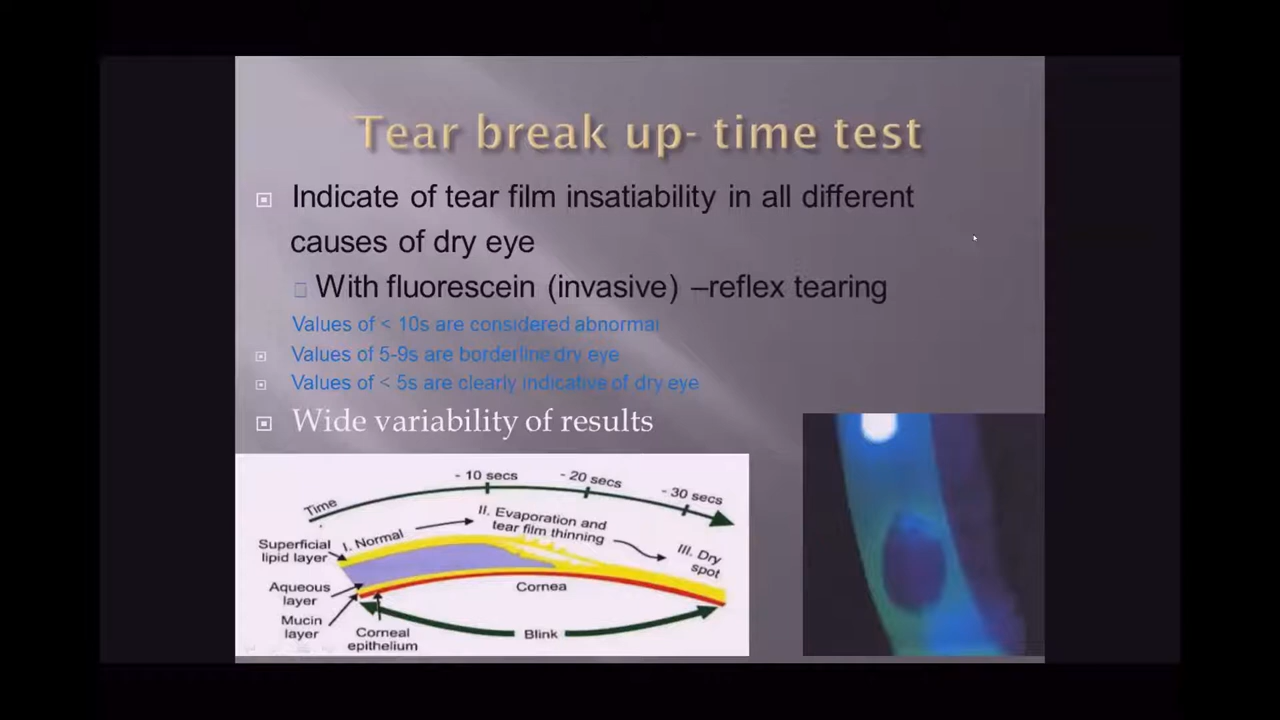 Tear break up- time test
Indicate of tear film insatiability in all different
causes of dry eye
With fluorescein (invasive) –reflex tearing
Values of < 10s are considered abnormal
Values of 5-9s are borderline dry eye
Values of < 5s are clearly indicative of dry eye
Wide variability of results
Time
- 10 secs
- 20 secs
- 30 secs
I. Normal
II. Evaporation and
tear film thinning
III. Dry
spot
Superficial
lipid layer
Aqueous
layer
Mucin
layer
Corneal
epithelium
Cornea
Blink